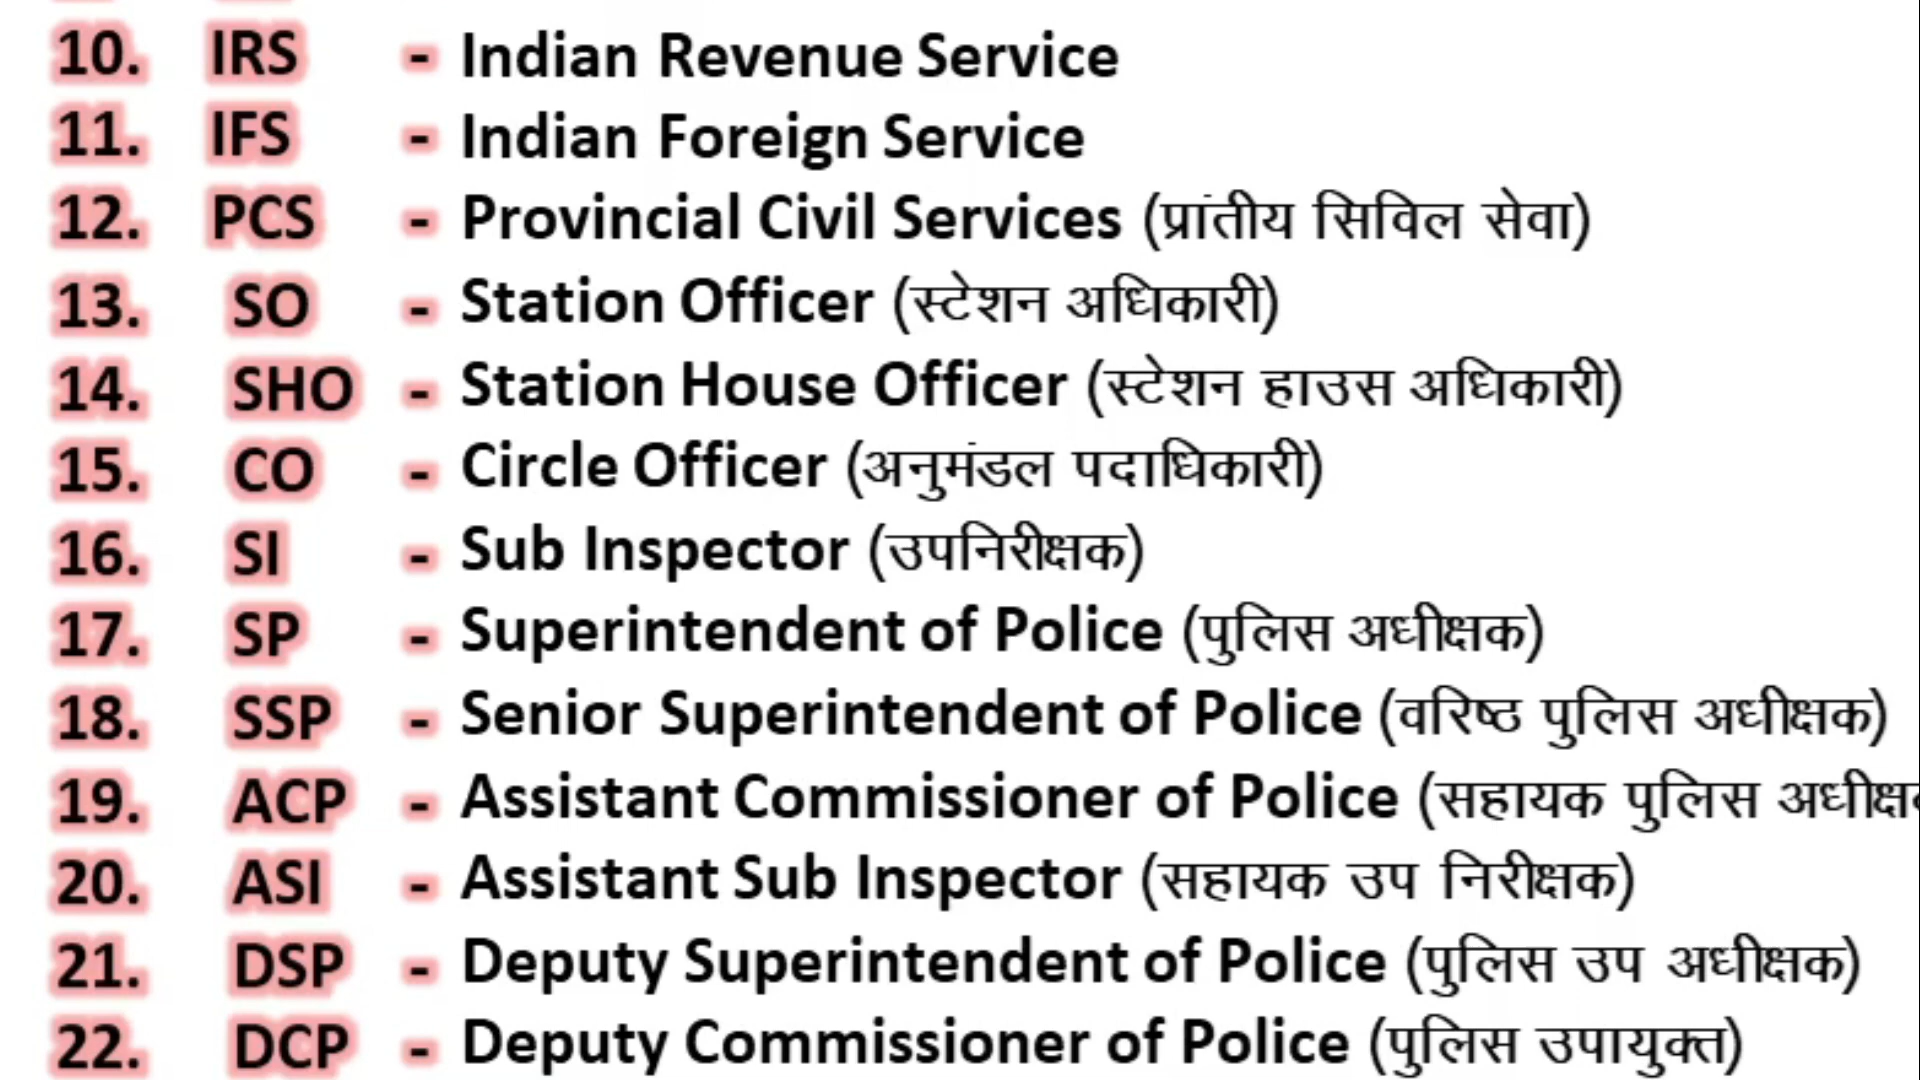 10. IRS - Indian Revenue Service
11. IFS - Indian Foreign Service
12. PCS - Provincial Civil Services (प्रांतीय सिविल सेवा)
13. SO - Station Officer (स्टेशन अधिकारी)
14. SHO - Station House Officer (स्टेशन हाउस अधिकारी)
15. CO - Circle Officer (अनुमंडल पदाधिकारी)
16. SI - Sub Inspector (उपनिरीक्षक)
17. SP - Superintendent of Police (पुलिस अधीक्षक)
18. SSP - Senior Superintendent of Police (वरिष्ठ पुलिस अधीक्षक)
19. ACP - Assistant Commissioner of Police (सहायक पुलिस
20. ASI - Assistant Sub Inspector (सहायक उप निरीक्षक)
21. DSP - Deputy Superintendent of Police (पुलिस उप अधीक्षक)
22. DCP - Deputy Commissioner of Police (पुलिस उपायुक्त)